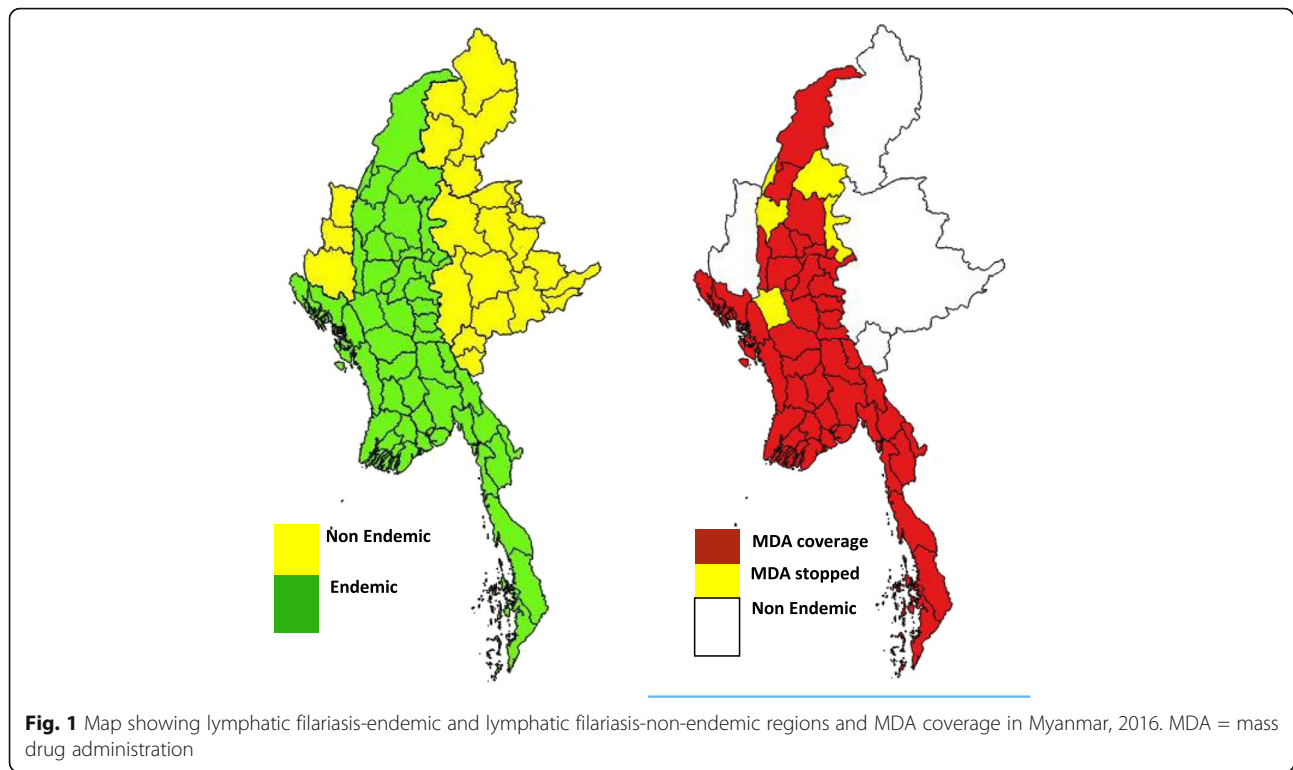 Non Endemic
Endemic
MDA coverage
MDA stopped
Non Endemic
Fig. 1 Map showing lymphatic filariasis-endemic and lymphatic filariasis-non-endemic regions and MDA coverage in Myanmar, 2016. MDA = mass
drug administration